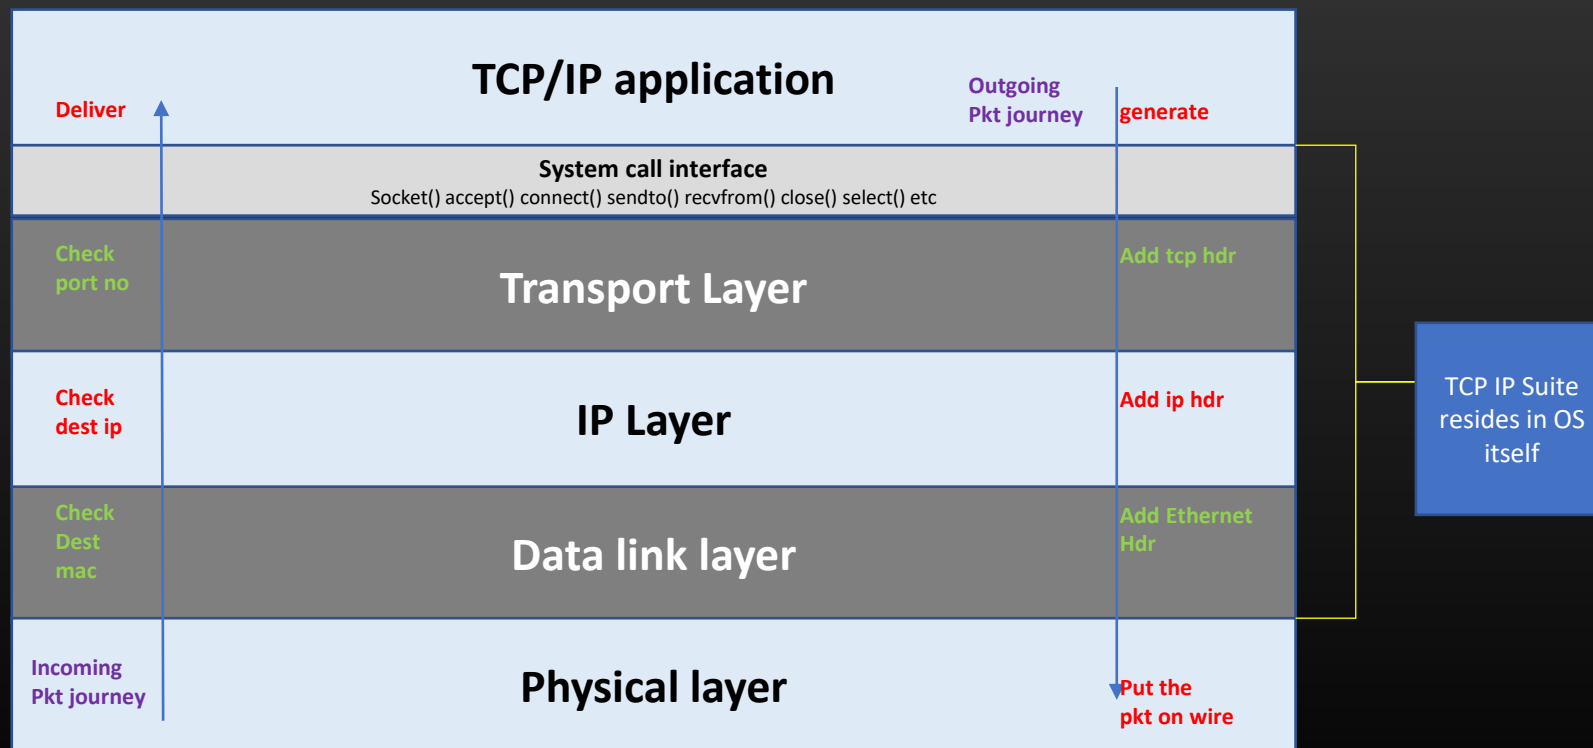 TCP/IP application
Outgoing
Pkt journey
Deliver
generate
System call interface
Socket() accept() connect() sendto() recvfrom() close() select() etc
Check
port no
Transport Layer
Add tcp hdr
Check
dest ip
IP Layer
Add ip hdr
TCP IP Suite
resides in OS
itself
Check
Dest
mac
Data link layer
Add Ethernet
Hdr
Incoming
Pkt journey
Physical layer
Put the
pkt on wire